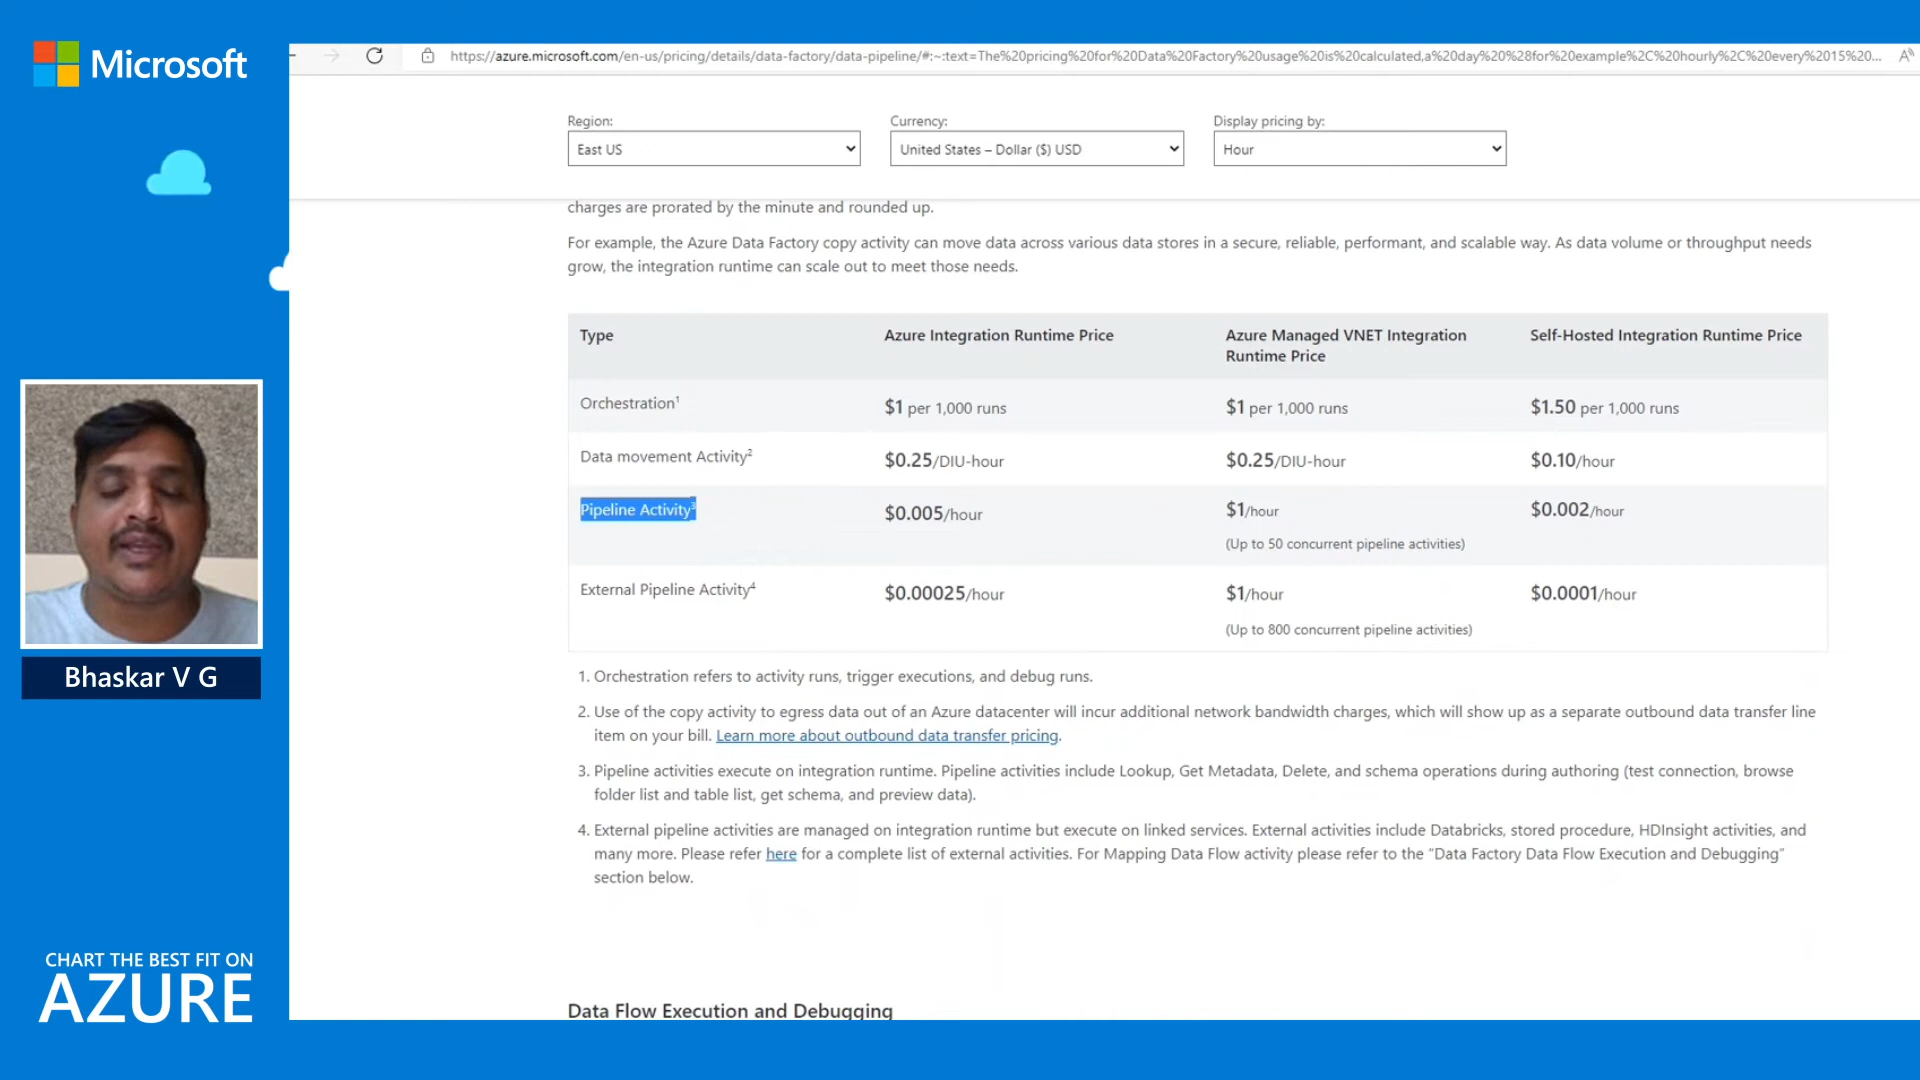 Microsoft
https://azure.microsoft.com/en-us/pricing/details/data-factory/data-pipeline/#:~:text=The%20pricing%20for%20Data%20Factory%20usage%20is%20calculated,a%20day%20%28for%20example%2C%20hourly%2C%20every%2015%20...
Region:
East US
Currency:
United States – Dollar ($) USD
Display pricing by:
Hour
charges are prorated by the minute and rounded up.
For example, the Azure Data Factory copy activity can move data across various data stores in a secure, reliable, performant, and scalable way. As data volume or throughput needs
grow, the integration runtime can scale out to meet those needs.
Type
Azure Integration Runtime Price
Azure Managed VNET Integration
Runtime Price
Self-Hosted Integration Runtime Price
Orchestration¹
$1 per 1,000 runs
$1 per 1,000 runs
$1.50 per 1,000 runs
Data movement Activity²
$0.25/DIU-hour
$0.25/DIU-hour
$0.10/hour
Pipeline Activity³
$0.005/hour
$1/hour
(Up to 50 concurrent pipeline activities)
$0.002/hour
External Pipeline Activity⁴
$0.00025/hour
$1/hour
(Up to 800 concurrent pipeline activities)
$0.0001/hour
1. Orchestration refers to activity runs, trigger executions, and debug runs.
2. Use of the copy activity to egress data out of an Azure datacenter will incur additional network bandwidth charges, which will show up as a separate outbound data transfer line
item on your bill. Learn more about outbound data transfer pricing.
3. Pipeline activities execute on integration runtime. Pipeline activities include Lookup, Get Metadata, Delete, and schema operations during authoring (test connection, browse
folder list and table list, get schema, and preview data).
4. External pipeline activities are managed on integration runtime but execute on linked services. External activities include Databricks, stored procedure, HDInsight activities, and
many more. Please refer here for a complete list of external activities. For Mapping Data Flow activity please refer to the “Data Factory Data Flow Execution and Debugging”
section below.
Data Flow Execution and Debugging
Bhaskar V G
CHART THE BEST FIT ON
AZURE